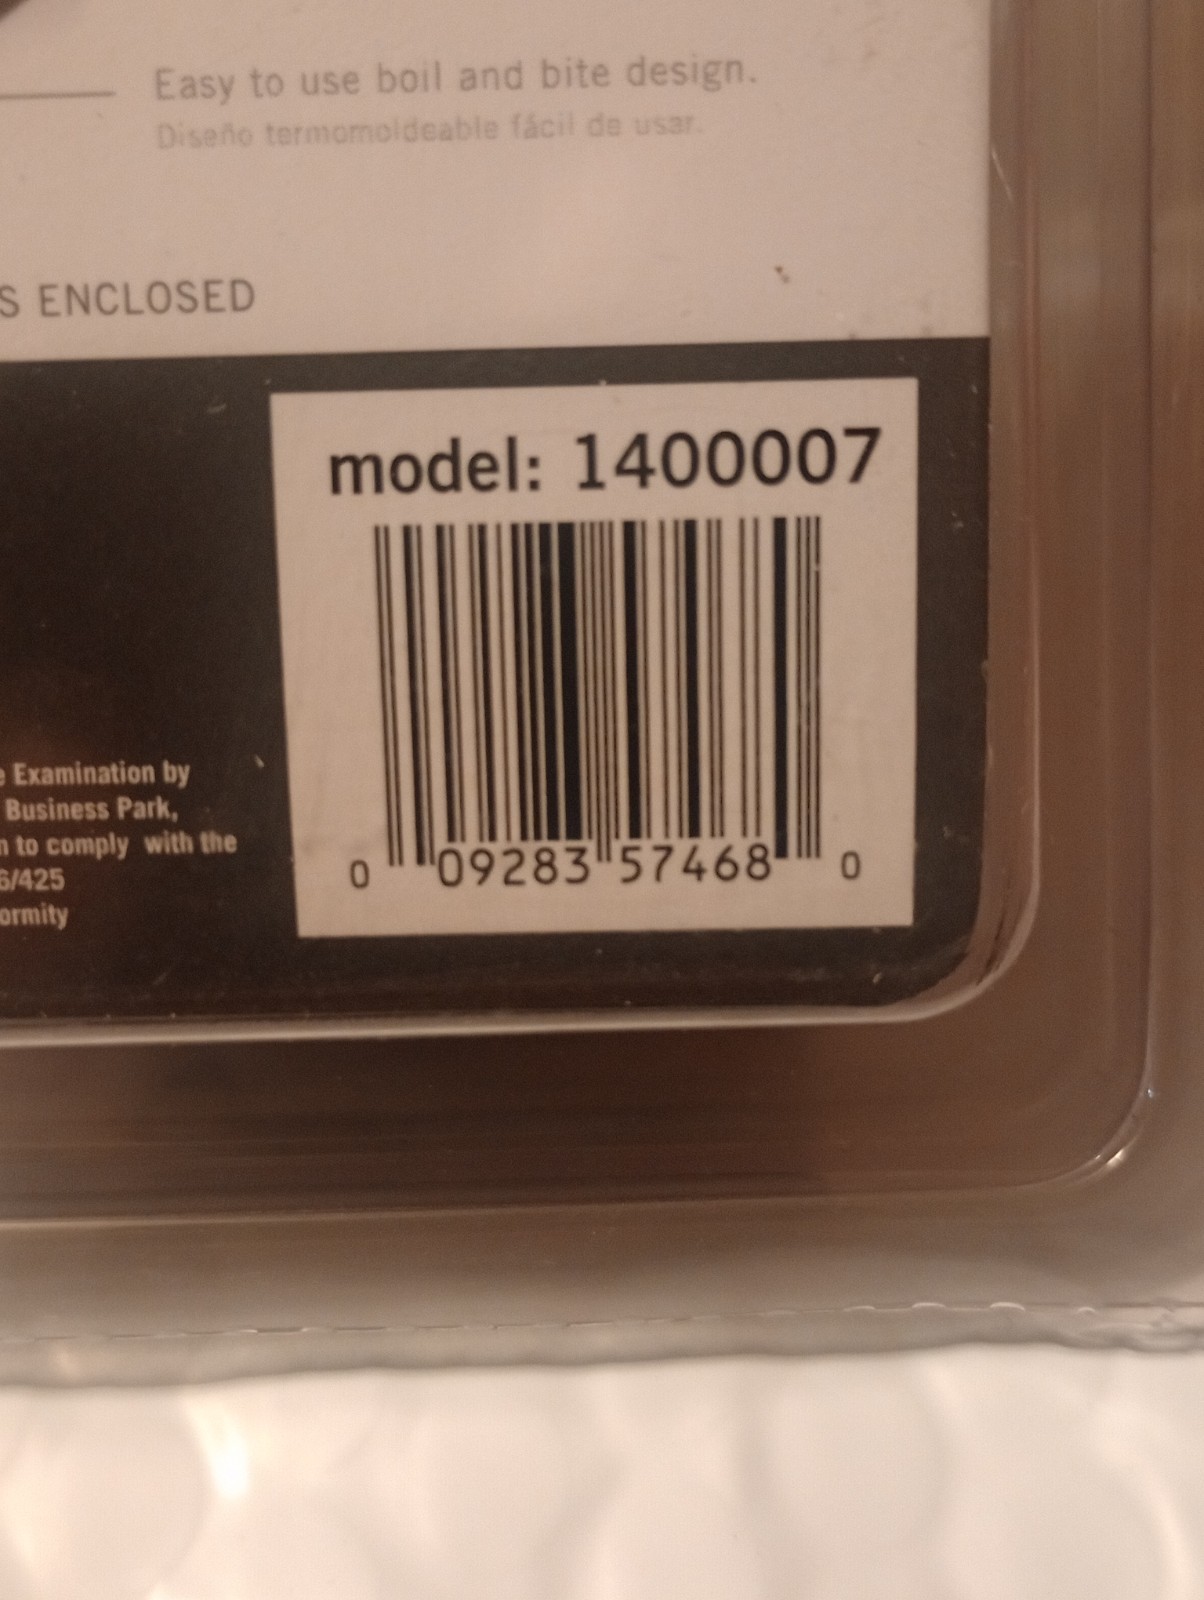 Easy to use boil and bite design.
Diseño termomoldeable fácil de usar.
S ENCLOSED
model: 1400007
0 09283 57468 0
e Examination by
Business Park,
n to comply with the
6/425
ormity